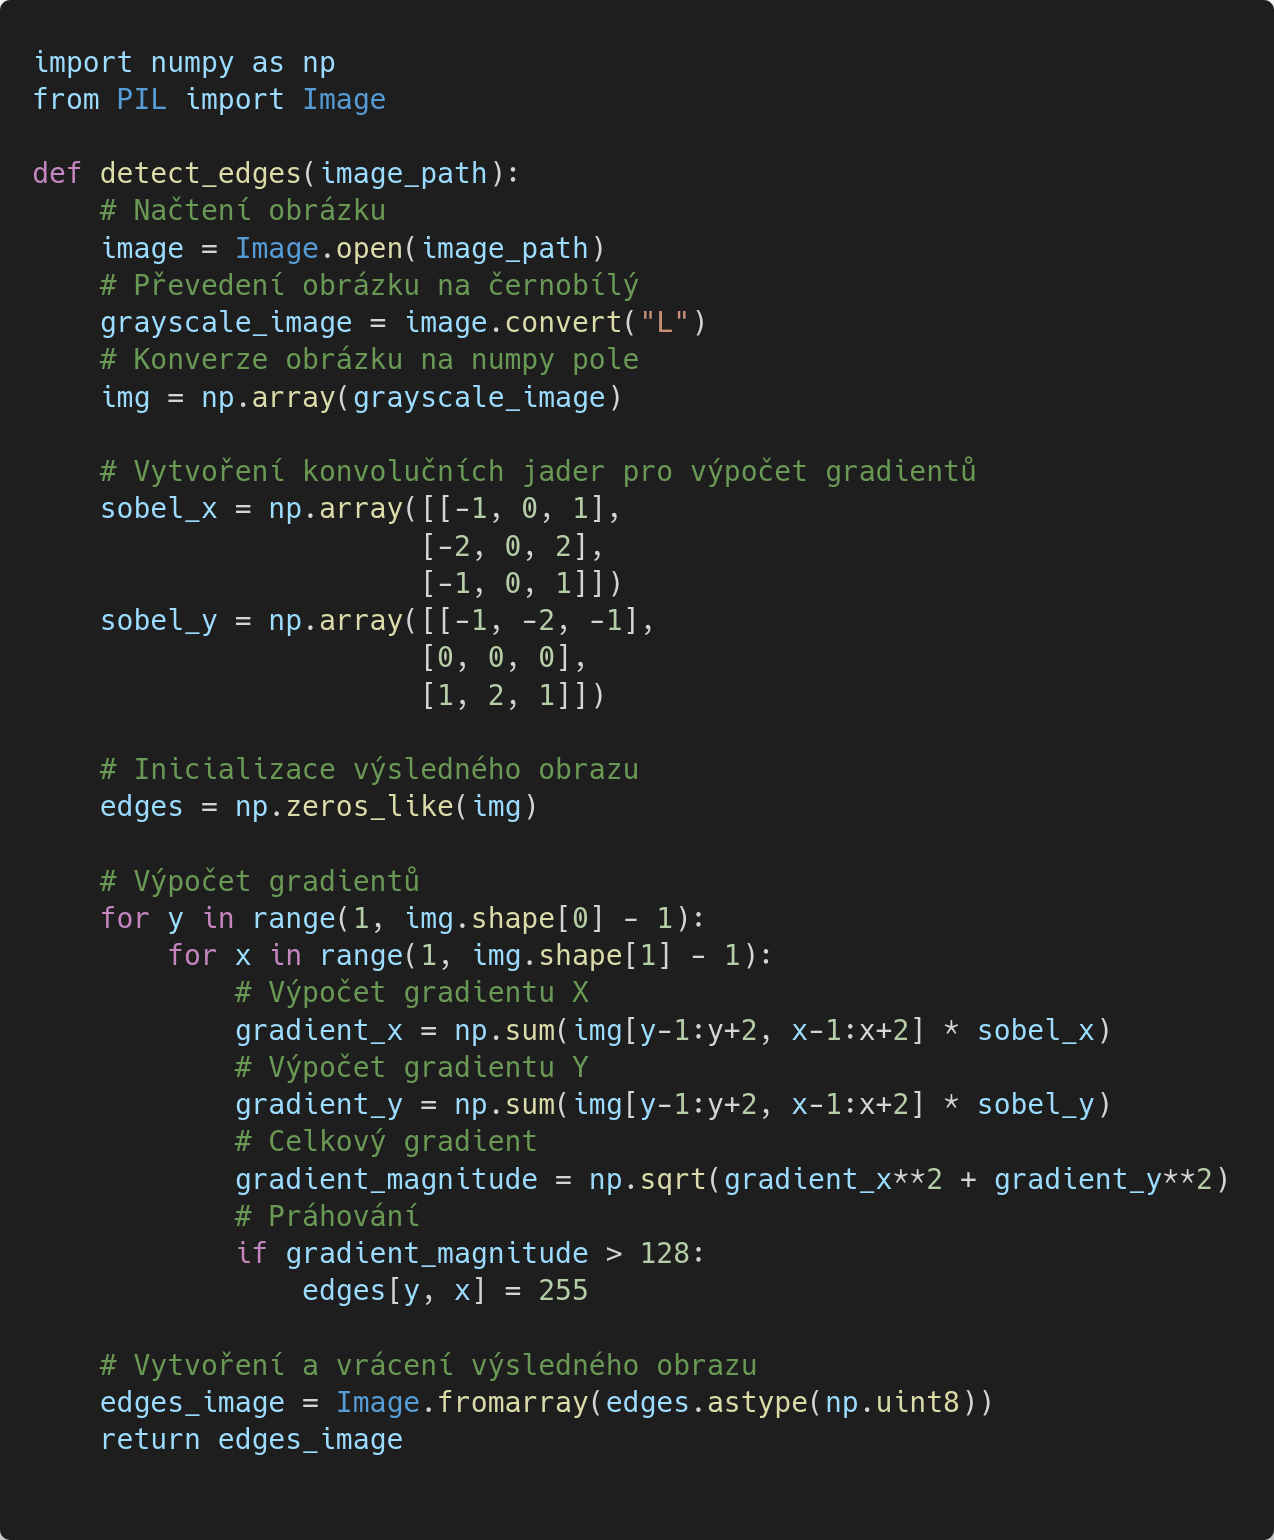 import numpy as np
from PIL import Image

def detect_edges(image_path):
    # Načtení obrázku
    image = Image.open(image_path)
    # Převedení obrázku na černobílý
    grayscale_image = image.convert("L")
    # Konverze obrázku na numpy pole
    img = np.array(grayscale_image)

    # Vytvoření konvolučních jader pro výpočet gradientů
    sobel_x = np.array([[-1, 0, 1],
                       [-2, 0, 2],
                       [-1, 0, 1]])
    sobel_y = np.array([[-1, -2, -1],
                       [0, 0, 0],
                       [1, 2, 1]])

    # Inicializace výsledného obrazu
    edges = np.zeros_like(img)

    # Výpočet gradientů
    for y in range(1, img.shape[0] - 1):
        for x in range(1, img.shape[1] - 1):
            # Výpočet gradientu X
            gradient_x = np.sum(img[y-1:y+2, x-1:x+2] * sobel_x)
            # Výpočet gradientu Y
            gradient_y = np.sum(img[y-1:y+2, x-1:x+2] * sobel_y)
            # Celkový gradient
            gradient_magnitude = np.sqrt(gradient_x**2 + gradient_y**2)
            # Práhování
            if gradient_magnitude > 128:
                edges[y, x] = 255

    # Vytvoření a vrácení výsledného obrazu
    edges_image = Image.fromarray(edges.astype(np.uint8))
    return edges_image